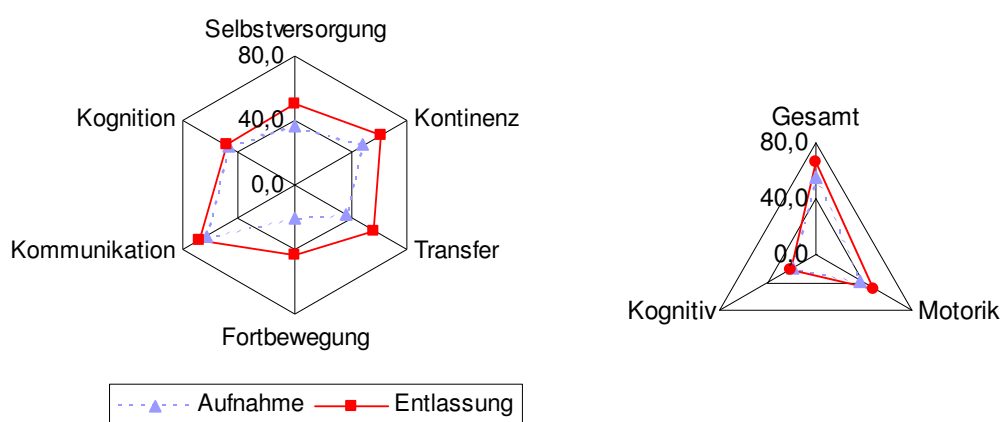 Selbstversorgung
80,0
Kognition
40,0
Kontinenz
0,0
Kommunikation
Transfer
Fortbewegung
Aufnahme
Entlassung
Gesamt
80,0
40,0
0,0
Kognitiv
Motorik